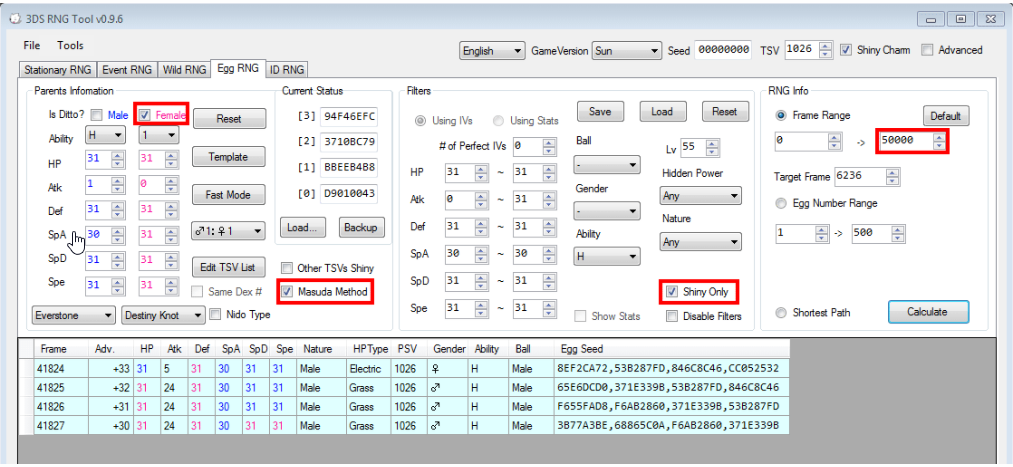 3DS RNG Tool v0.9.6
File Tools
English GameVersion Sun Seed 00000000 TSV 1026 Shiny Charm Advanced
Stationary RNG Event RNG Wild RNG Egg RNG ID RNG
Parents Infomation
Is Ditto? Male Female Reset
Ability H 1
HP 31 31 Template
Atk 1 0
Def 31 31 Fast Mode
SpA 30 31 ♂1: ♀1
SpD 31 31 Edit TSV List
Spe 31 31 Same Dex #
Everstone Destiny Knot Nido Type
Current Status
[3] 94F46EFC
[2] 3710BC79
[1] BBEEB4B8
[0] D9010043
Load... Backup
Other TSVs Shiny
Masuda Method
Filters
Using IVs Using Stats Save Load Reset
# of Perfect IVs 0
HP 31 ~ 31
Atk 0 ~ 31
Def 31 ~ 31
SpA 30 ~ 30
SpD 31 ~ 31
Spe 31 ~ 31
Ball
-
Gender
-
Ability
H
Show Stats
Lv 55
Hidden Power
Any
Nature
Any
Shiny Only
Disable Filters
RNG Info
Frame Range Default
0 -> 50000
Target Frame 6236
Egg Number Range
1 -> 500
Shortest Path Calculate
Frame Adv. HP Atk Def SpA SpD Spe Nature HPType PSV Gender Ability Ball Egg Seed
41824 +33 31 5 31 30 31 31 Male Electric 1026 ♀ H Male 8EF2CA72,53B287FD,846C8C46,CC052532
41825 +32 31 24 31 30 31 31 Male Grass 1026 ♂ H Male 65E6DCD0,371E339B,53B287FD,846C8C46
41826 +31 31 24 31 30 31 31 Male Grass 1026 ♂ H Male F655FAD8,F6AB2860,371E339B,53B287FD
41827 +30 31 24 31 30 31 31 Male Grass 1026 ♂ H Male 3B77A3BE,68865C0A,F6AB2860,371E339B